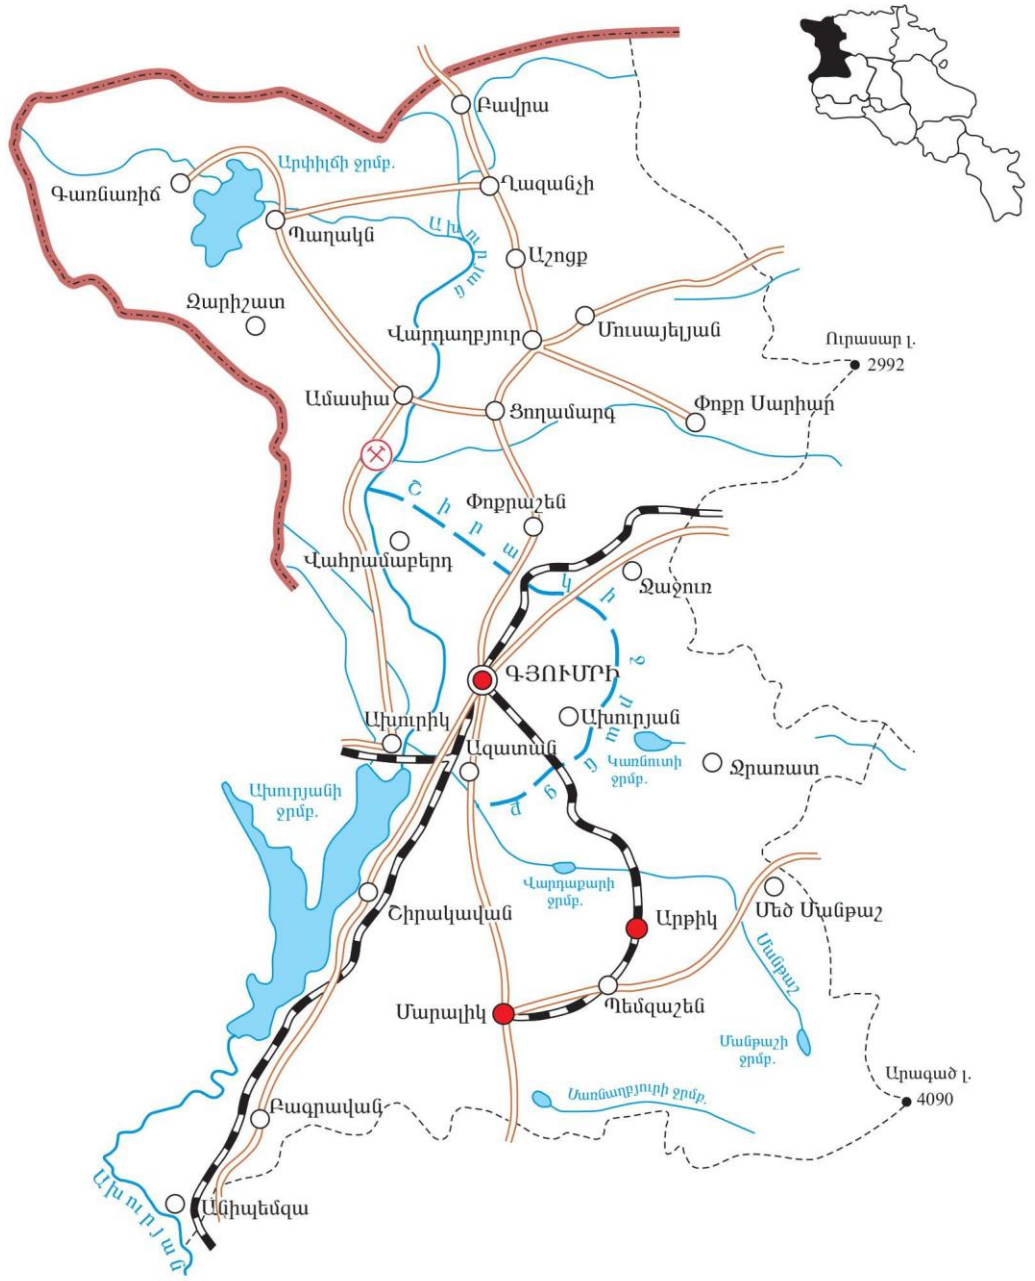 Բավրա
Արփիլճի ջրմբ.
Գառնառիճ
Ղազանչի
Պաղակն
Ախուրյան
Աշոցք
Զարիշատ
Վարդաղբյուր
Մուսայելյան
Ուրասար լ.
2992
Ամասիա
Ցողամարգ
Փոքր Սարիար
Փոքրաշեն
Շիրակի ջրանցք
Վահրամաբերդ
Ջաջուռ
ԳՅՈՒՄՐԻ
Ախուրիկ
Ախուրյան
Ազատան
Կառնուտի
ջրմբ.
Ջրառատ
Ախուրյանի
ջրմբ.
Վարդաքարի
ջրմբ.
Մեծ Մանթաշ
Շիրակավան
Արթիկ
Մանթաշ
Մարալիկ
Պեմզաշեն
Մանթաշի
ջրմբ.
Արագած լ.
4090
Սառնաղբյուրի ջրմբ.
Բագրավան
Ախուրյան
Անիպեմզա